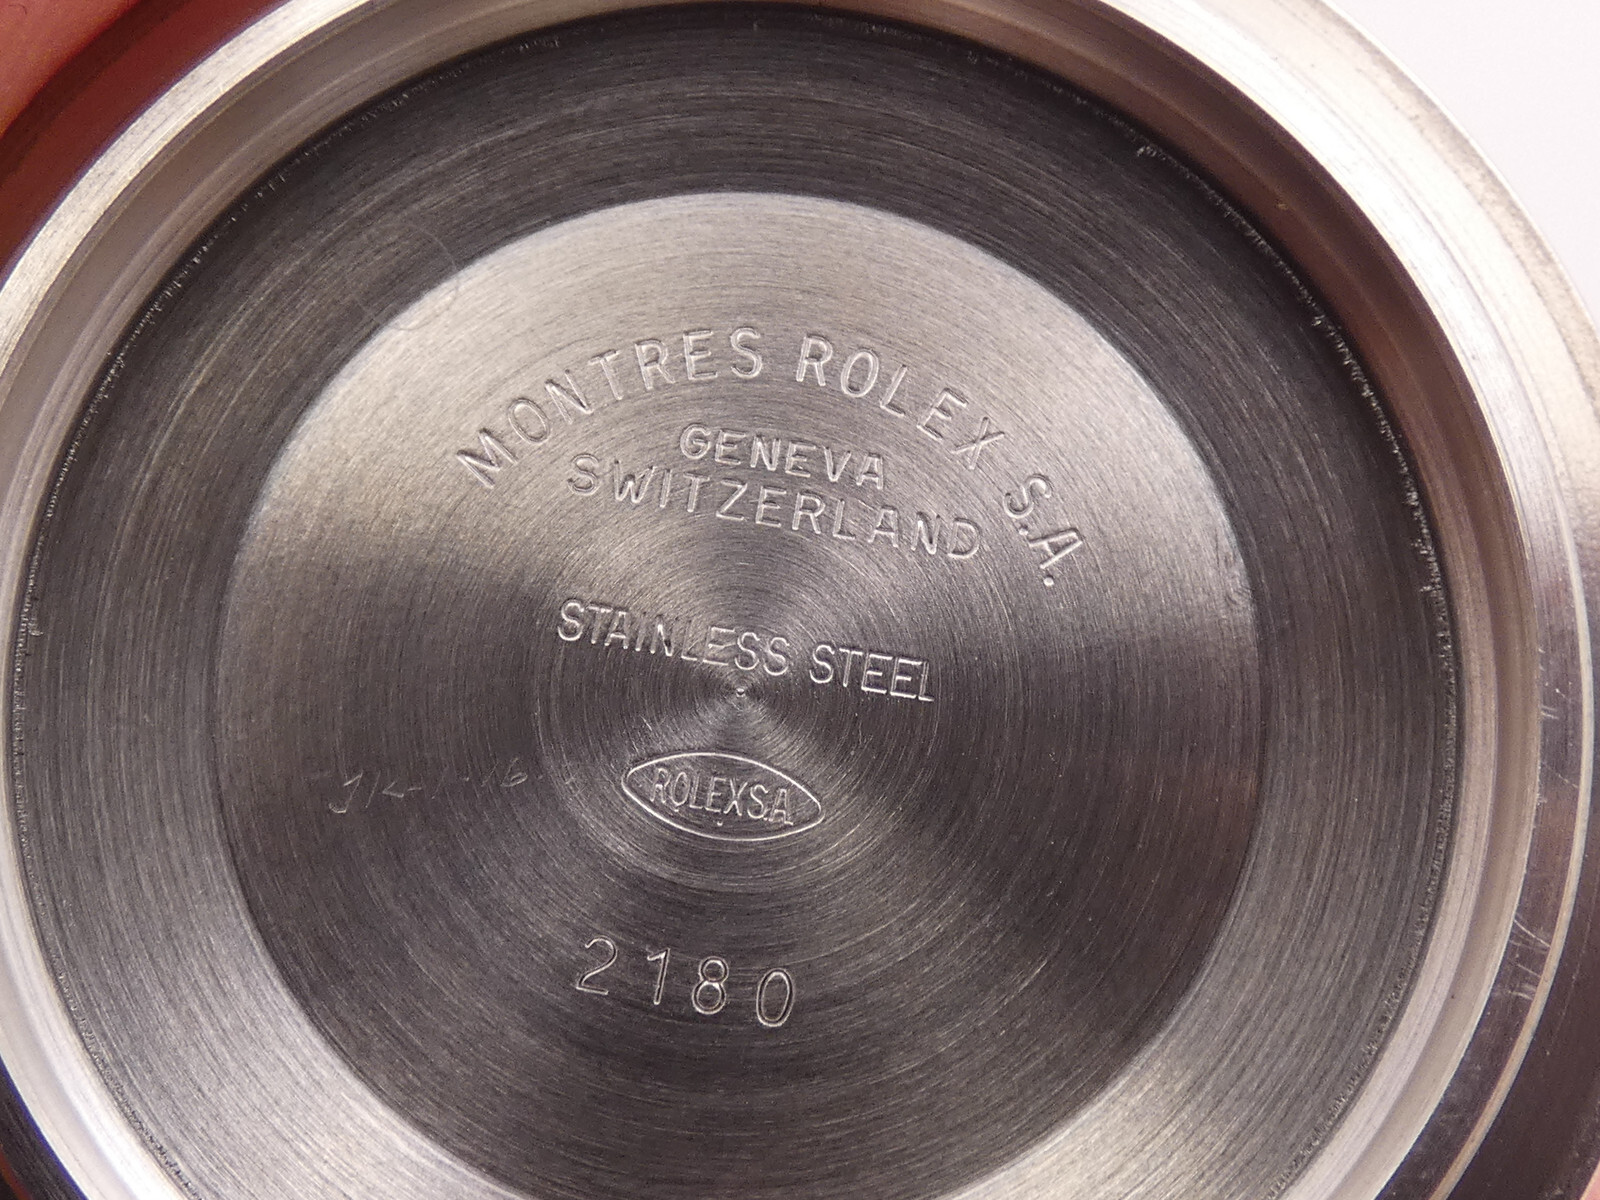 MONTRES ROLEX S.A.
GENEVA
SWITZERLAND
STAINLESS STEEL
ROLEX S.A.
2180